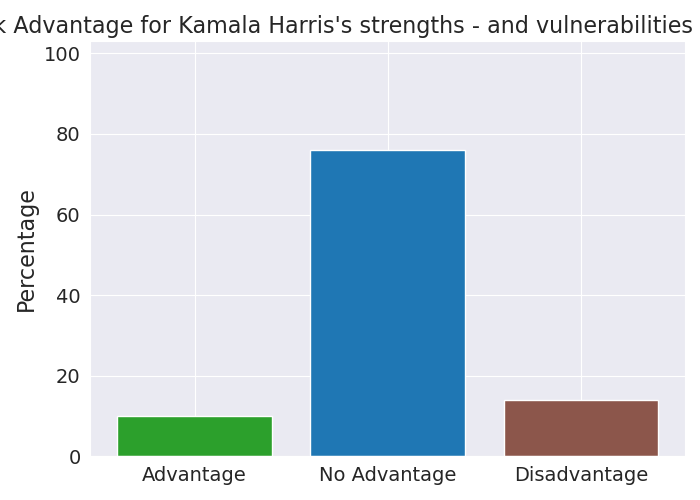 Advantage for Kamala Harris's strengths - and vulnerabilities
100
80
60
40
20
0
Percentage
Advantage
No Advantage
Disadvantage